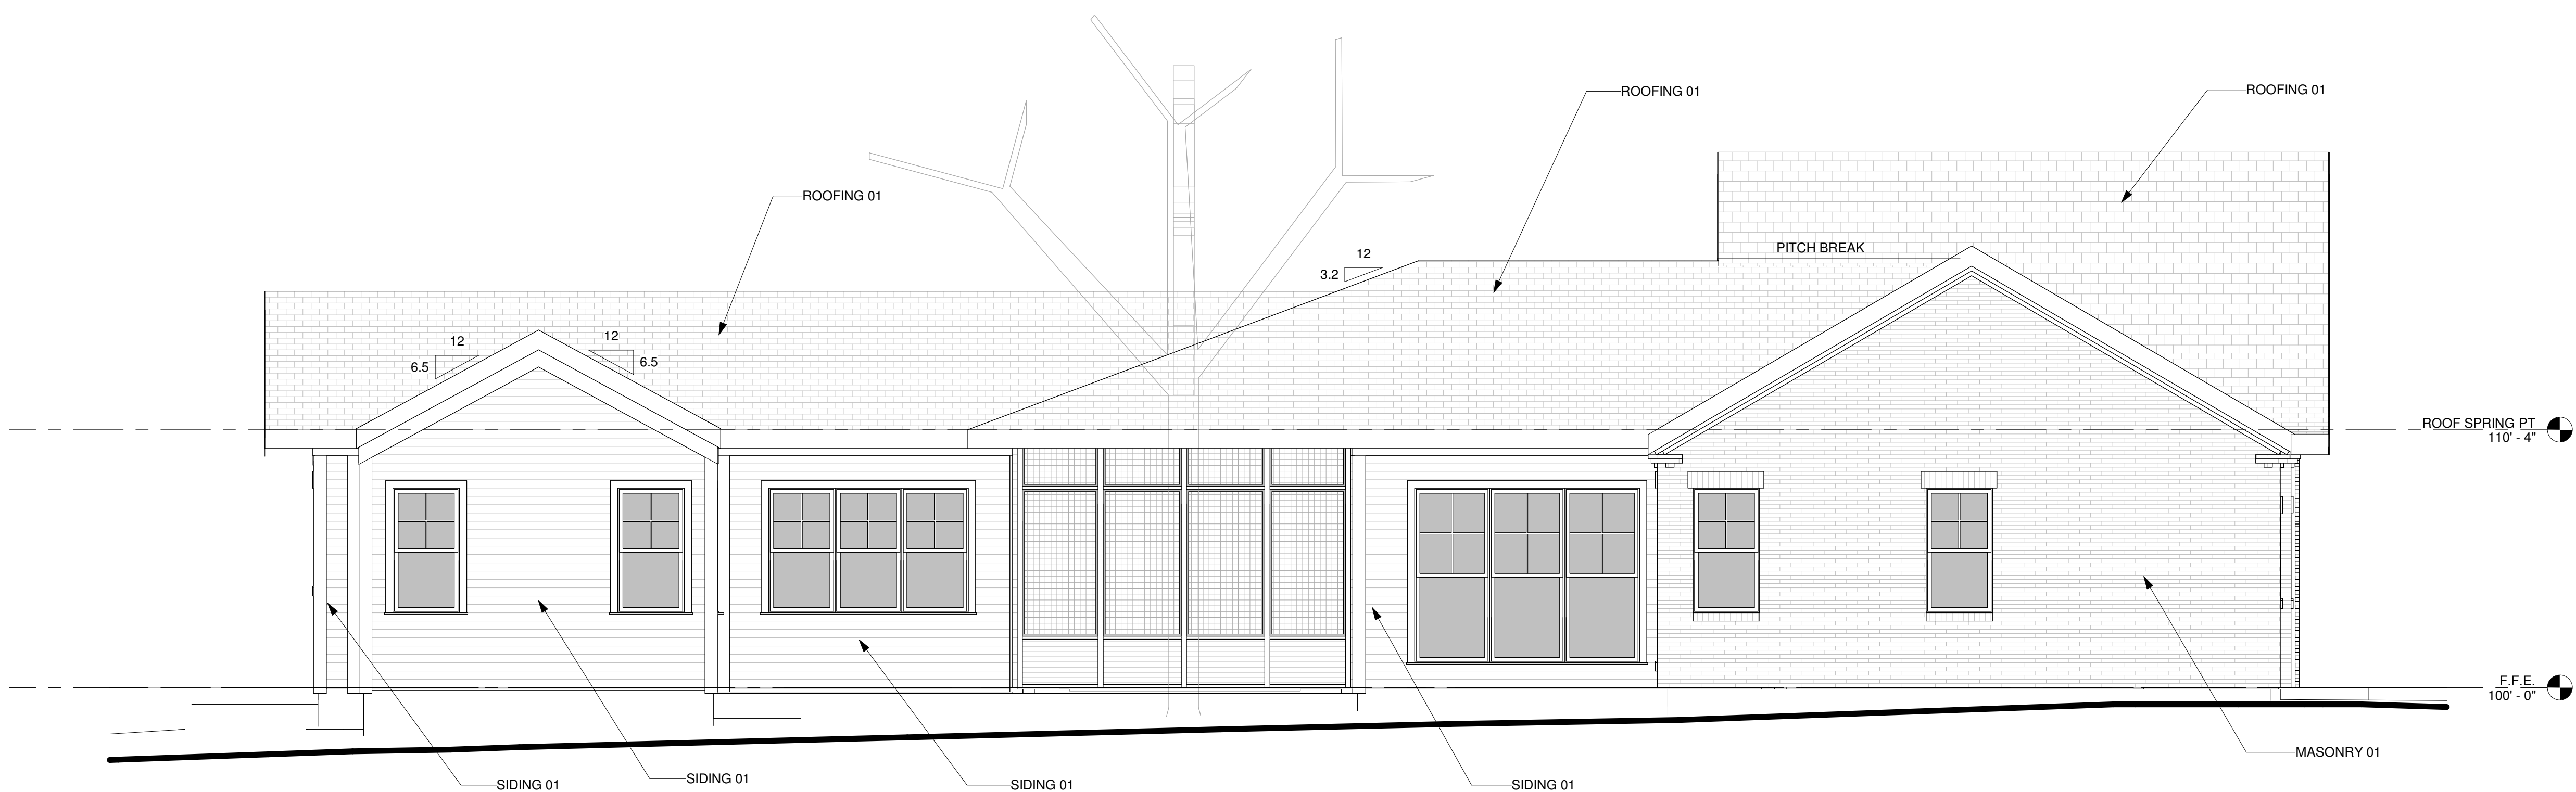 ROOFING 01
ROOFING 01
ROOFING 01
PITCH BREAK
12
3.2
12
6.5
12
6.5
ROOF SPRING PT
110' - 4"
F.F.E.
100' - 0"
MASONRY 01
SIDING 01
SIDING 01
SIDING 01
SIDING 01